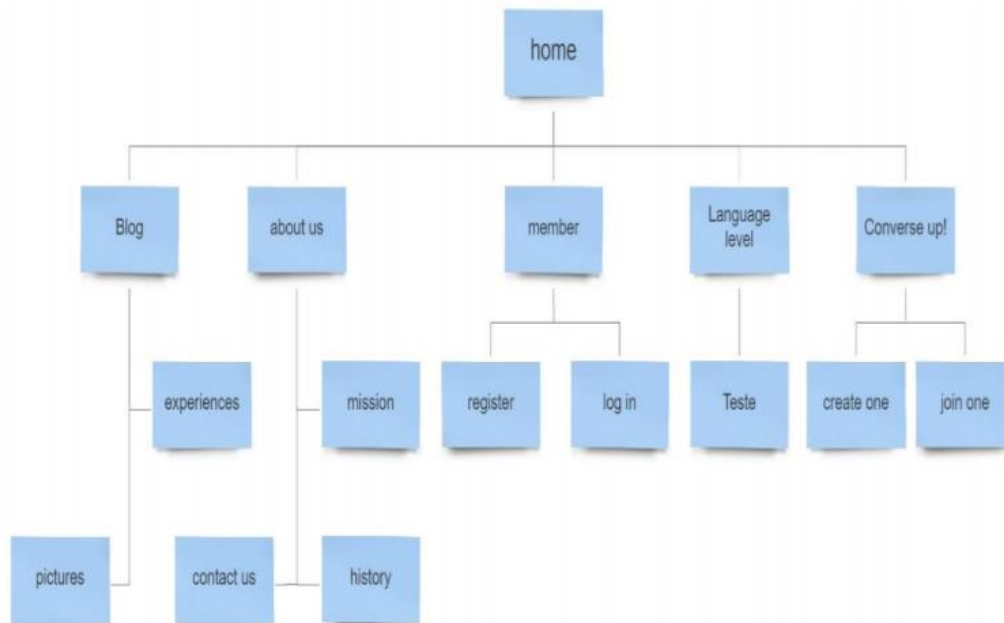 home
Blog
about us
member
Language
level
Converse up!
experiences
mission
register
log in
Teste
create one
join one
pictures
contact us
history